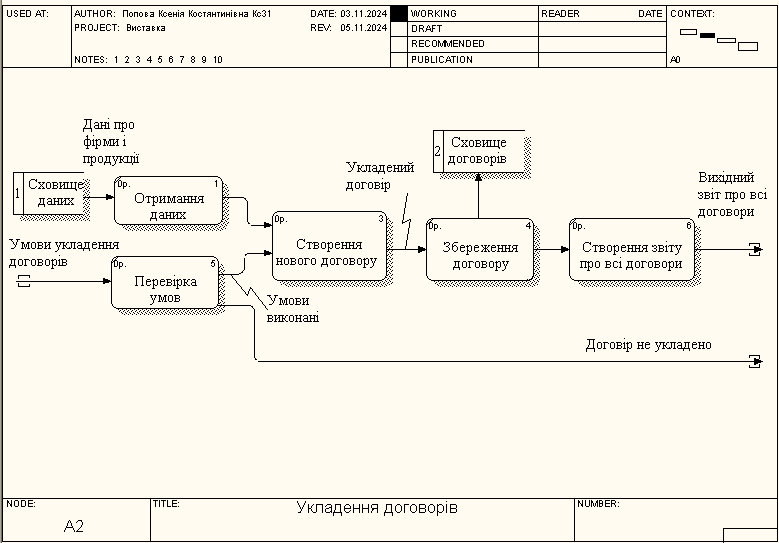 USED AT:
AUTHOR: Попова Ксенія Костянтинівна Кс31
DATE: 03.11.2024
PROJECT: Виставка
REV: 05.11.2024
NOTES: 1 2 3 4 5 6 7 8 9 10
WORKING
DRAFT
RECOMMENDED
PUBLICATION
READER
DATE
CONTEXT:
A0
Дані про
фірми і
продукції
1
Сховище
даних
0р.
1
Отримання
даних
Умови укладення
договорів
0р.
5
Перевірка
умов
Умови
виконані
0р.
3
Створення
нового договору
Укладений
договір
2
Сховище
договорів
0р.
4
Збереження
договору
0р.
6
Створення звіту
про всі договори
Вихідний
звіт про всі
договори
Договір не укладено
NODE:
A2
TITLE:
Укладення договорів
NUMBER: